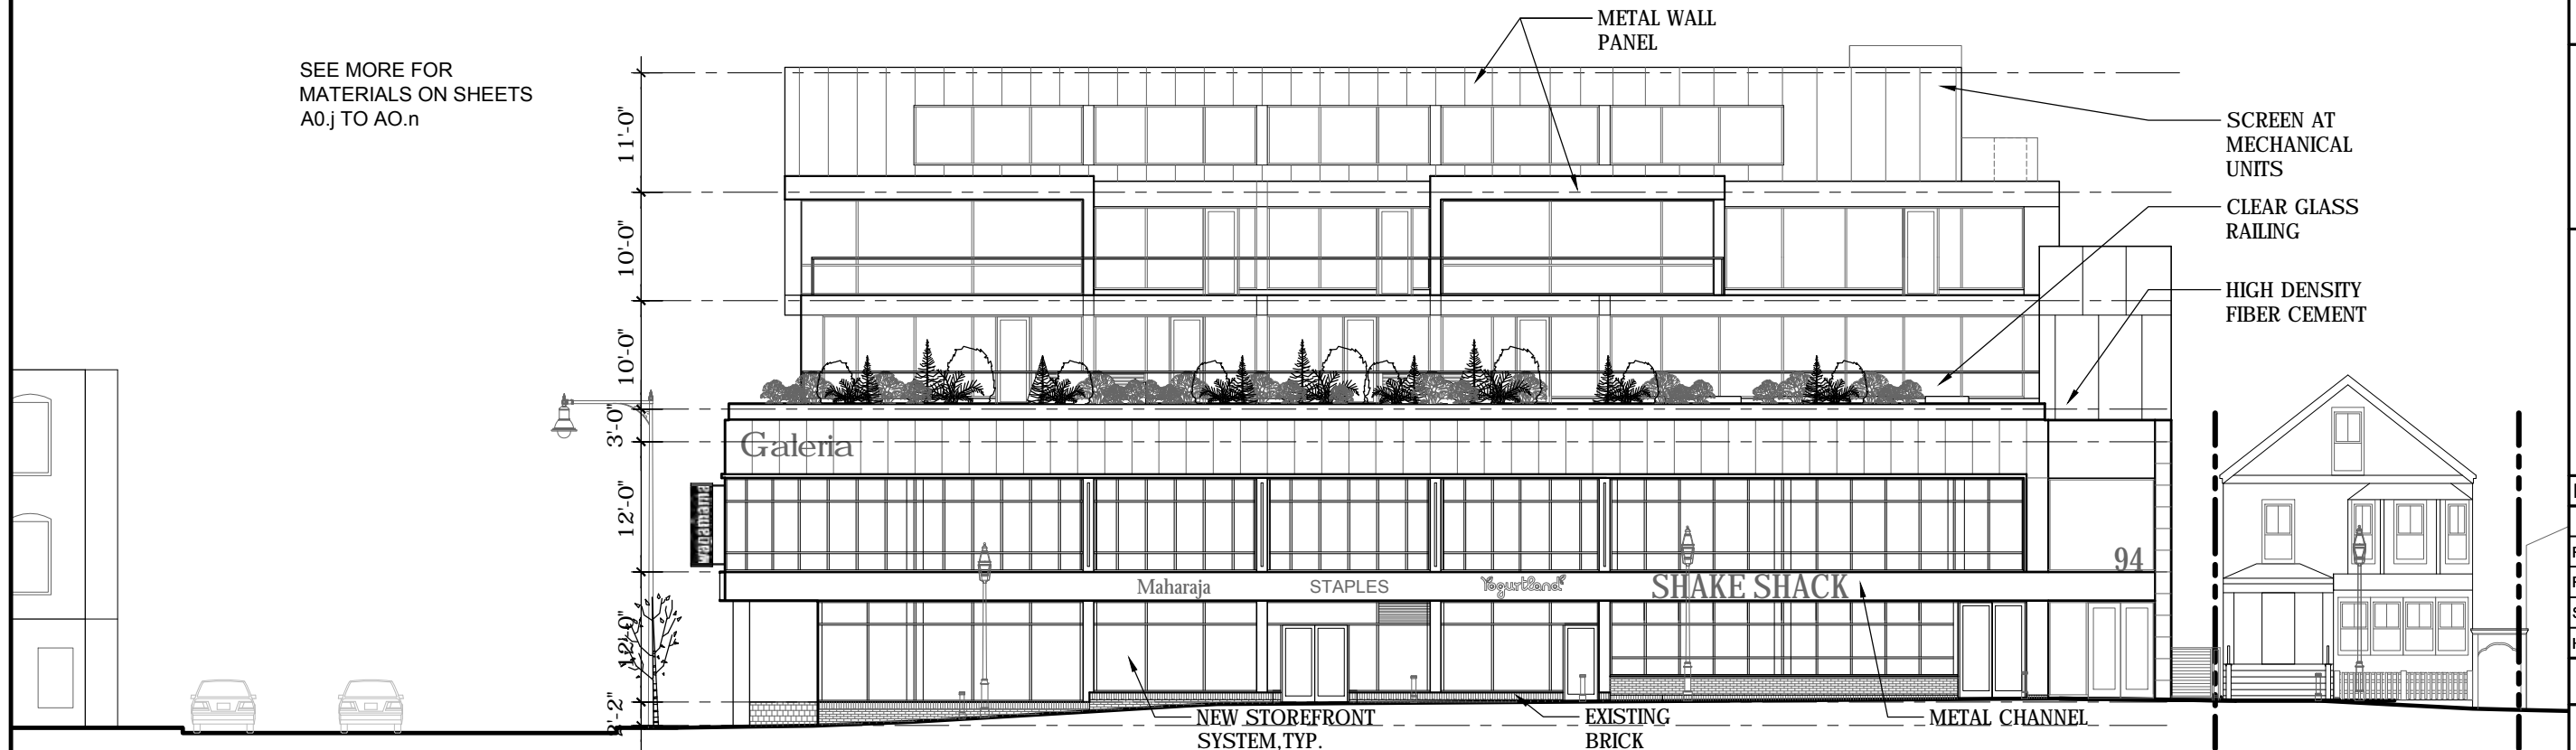 METAL WALL
PANEL
SEE MORE FOR
MATERIALS ON SHEETS
A0.j TO AO.n
SCREEN AT
MECHANICAL
UNITS
CLEAR GLASS
RAILING
HIGH DENSITY
FIBER CEMENT
11'-0"
10'-0"
10'-0"
3'-0"
12'-0"
12'-0"
2'-2"
Galeria
wagamama
94
Maharaja
STAPLES
Yogurtland
SHAKE SHACK
NEW STOREFRONT
SYSTEM,TYP.
EXISTING
BRICK
METAL CHANNEL